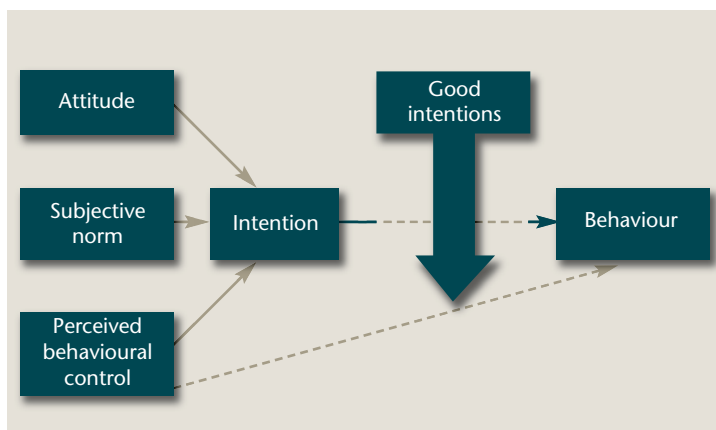 Attitude
Good
intentions
Subjective
norm
Intention
Behaviour
Perceived
behavioural
control